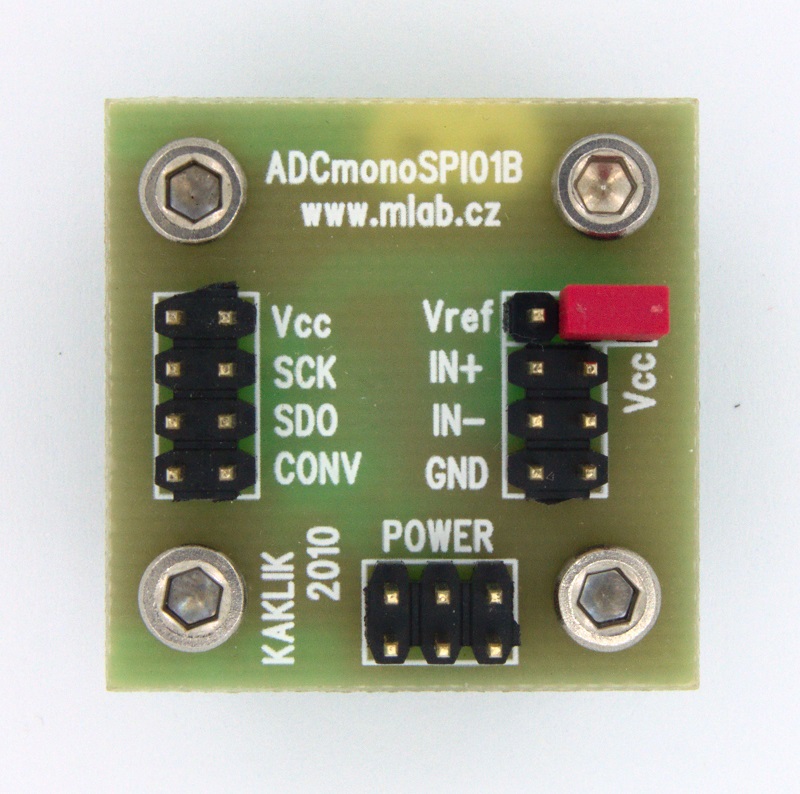 ADCmonoSPI01B
www.mlab.cz
Vcc
SCK
SDO
CONV
Vref
IN+
IN-
GND
Vcc
POWER
KAKLIK
2010